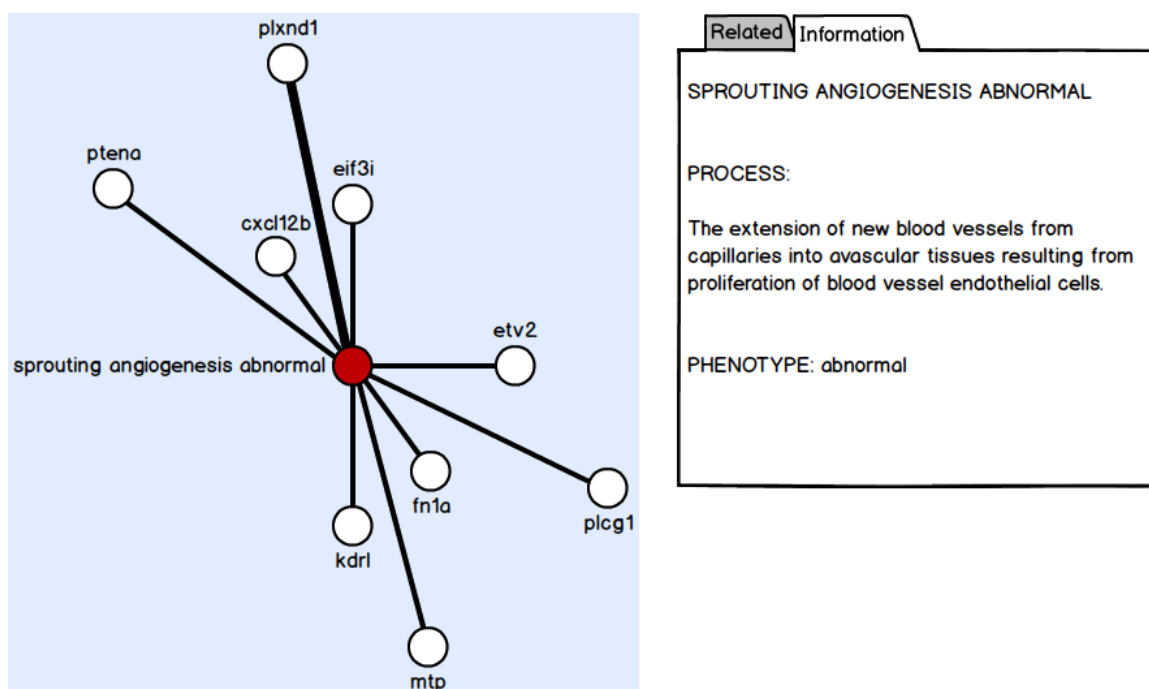 plxnd1
ptena
eif3i
cxcl12b
etv2
sprouting angiogenesis abnormal
fn1a
plcg1
kdrl
mtp
Related
Information
SPROUTING ANGIOGENESIS ABNORMAL
PROCESS:
The extension of new blood vessels from
capillaries into avascular tissues resulting from
proliferation of blood vessel endothelial cells.
PHENOTYPE: abnormal